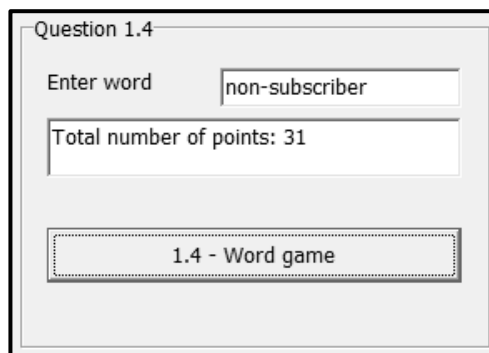 Question 1.4
Enter word non-subscriber
Total number of points: 31
1.4 - Word game